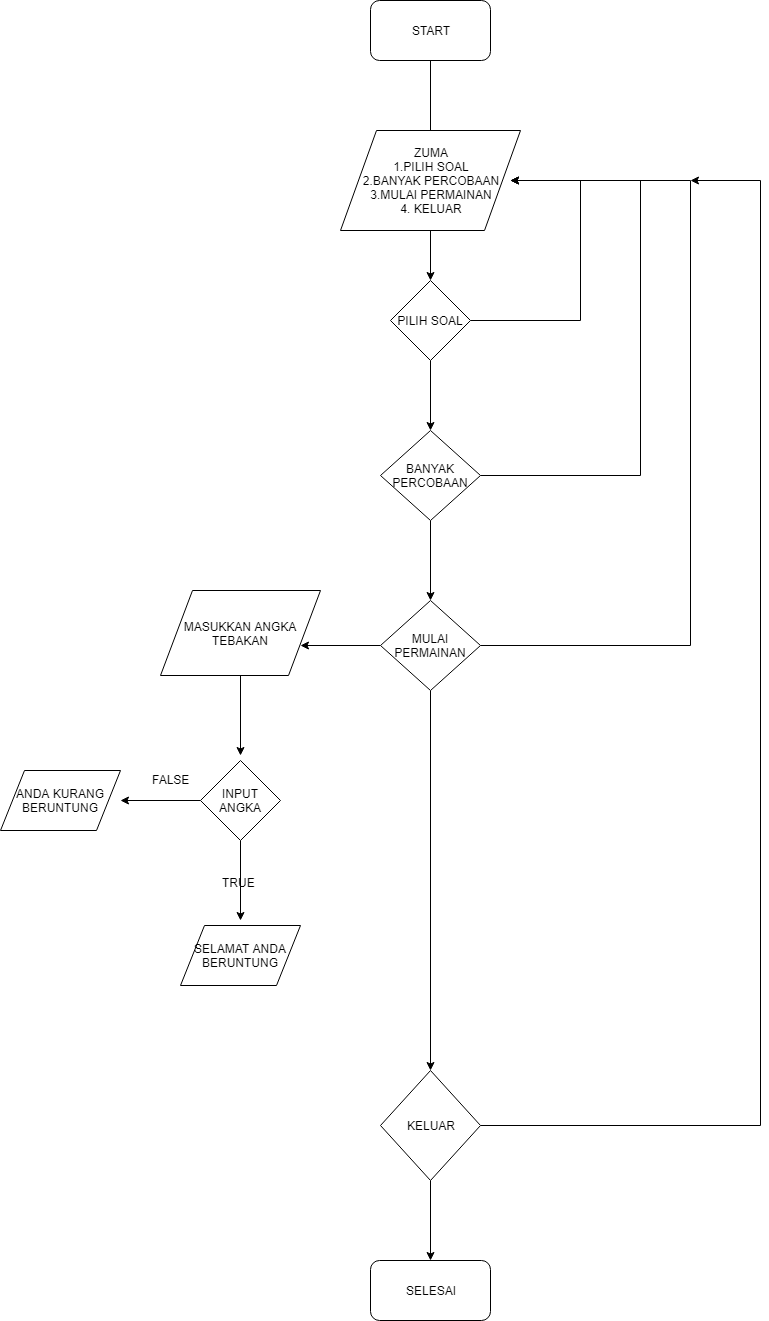 START
ZUMA
1.PILIH SOAL
2.BANYAK PERCOBAAN
3.MULAI PERMAINAN
4. KELUAR
PILIH SOAL
BANYAK
PERCOBAAN
MULAI
PERMAINAN
MASUKKAN ANGKA
TEBAKAN
INPUT
ANGKA
FALSE
ANDA KURANG
BERUNTUNG
TRUE
SELAMAT ANDA
BERUNTUNG
KELUAR
SELESAI